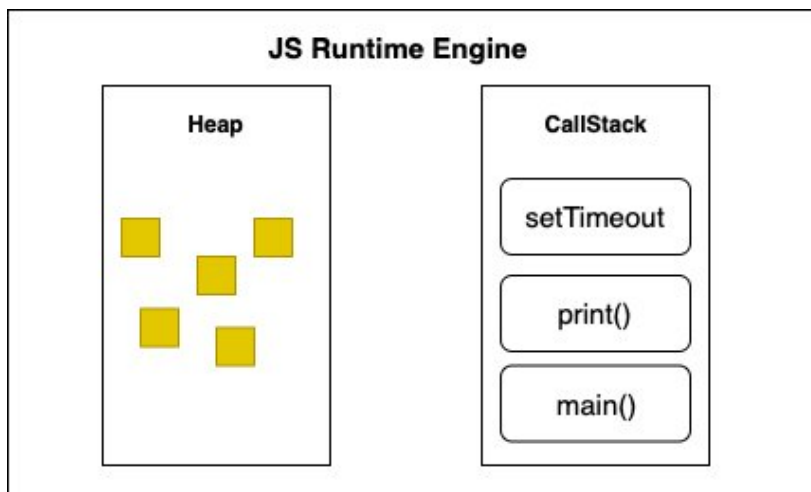 JS Runtime Engine
Heap
CallStack
setTimeout
print()
main()